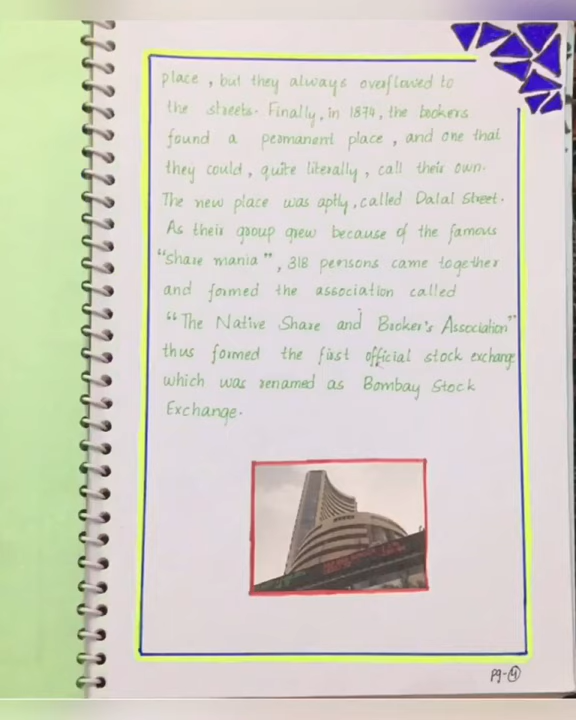 place, but they always overflowed to
the streets. Finally, in 1874, the brokers
found a permanent place, and one that
they could, quite literally, call their own.
The new place was aptly, called Dalal Street.
As their group grew because of the famous
"share mania", 318 persons came together
and formed the association called
"The Native Share and Broker's Association"
thus formed the first official stock exchange
which was renamed as Bombay Stock
Exchange.
Pg-4